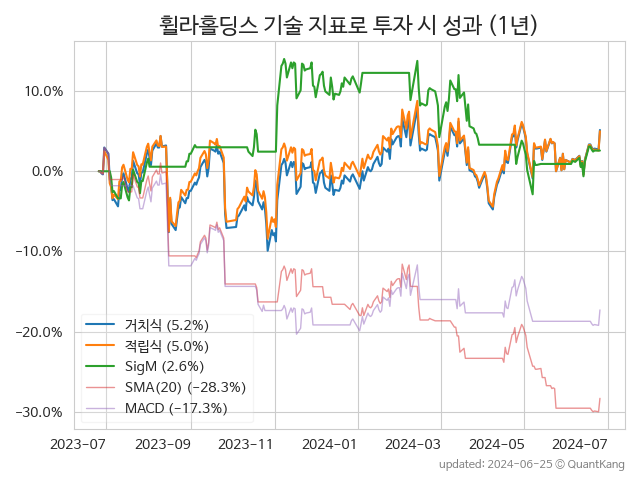 휠라홀딩스 기술 지표로 투자 시 성과 (1년)
10.0%
0.0%
−10.0%
−20.0%
−30.0%
거치식 (5.2%)
적립식 (5.0%)
SigM (2.6%)
SMA(20) (−28.3%)
MACD (−17.3%)
2023-07 2023-09 2023-11 2024-01 2024-03 2024-05 2024-07
updated: 2024-06-25 ⓒ QuantKang